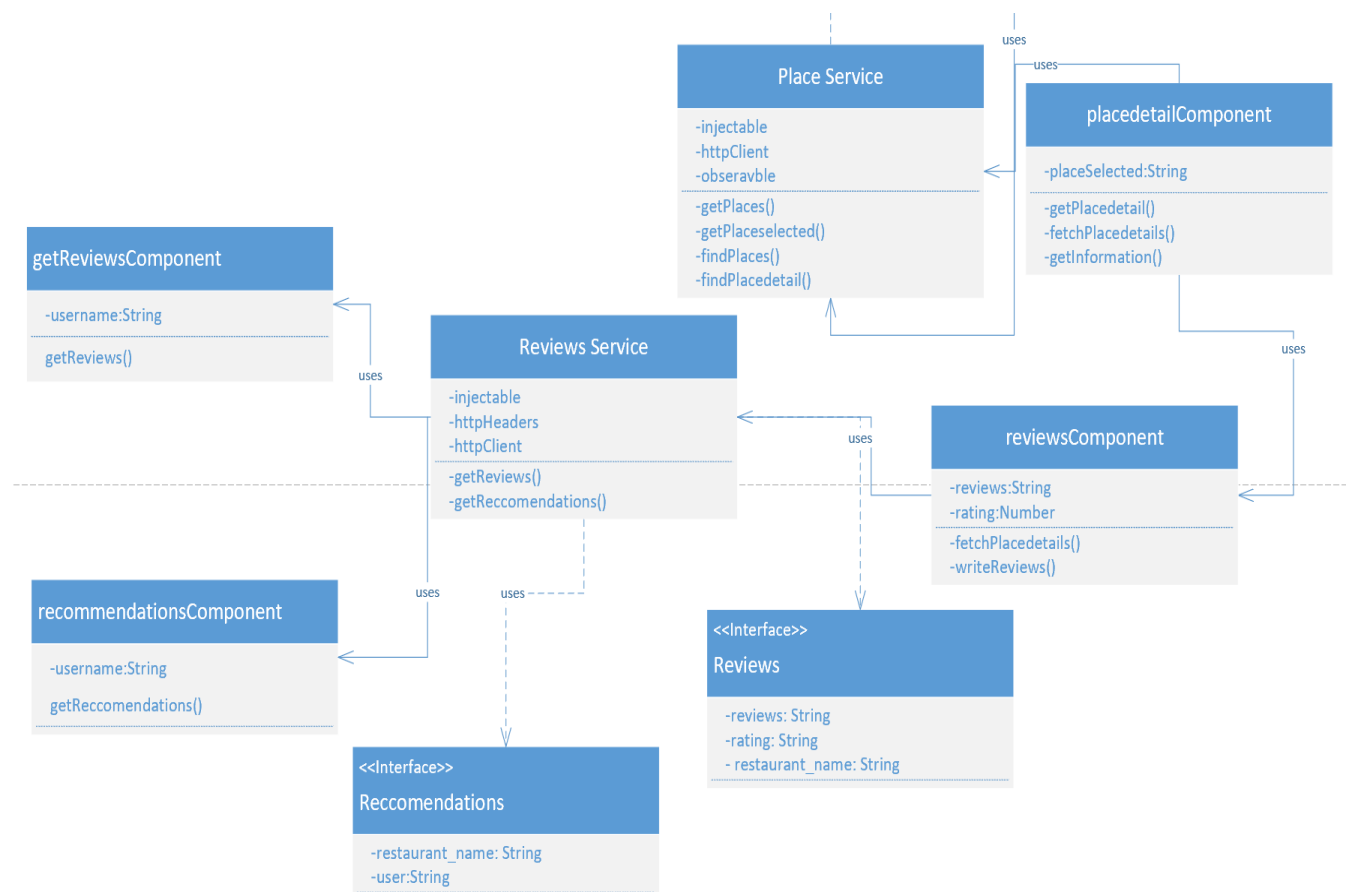 uses
uses
Place Service
-injectable
-httpClient
-obseravble
-getPlaces()
-getPlaceselected()
-findPlaces()
-findPlacedetail()
placedetailComponent
-placeSelected:String
-getPlacedetail()
-fetchPlacedetails()
-getInformation()
getReviewsComponent
-username:String
getReviews()
uses
Reviews Service
-injectable
-httpHeaders
-httpClient
-getReviews()
-getReccomendations()
uses
uses
reviewsComponent
-reviews:String
-rating:Number
-fetchPlacedetails()
-writeReviews()
recommendationsComponent
-username:String
getReccomendations()
uses
uses
<<Interface>>
Reviews
-reviews: String
-rating: String
- restaurant_name: String
<<Interface>>
Reccomendations
-restaurant_name: String
-user:String